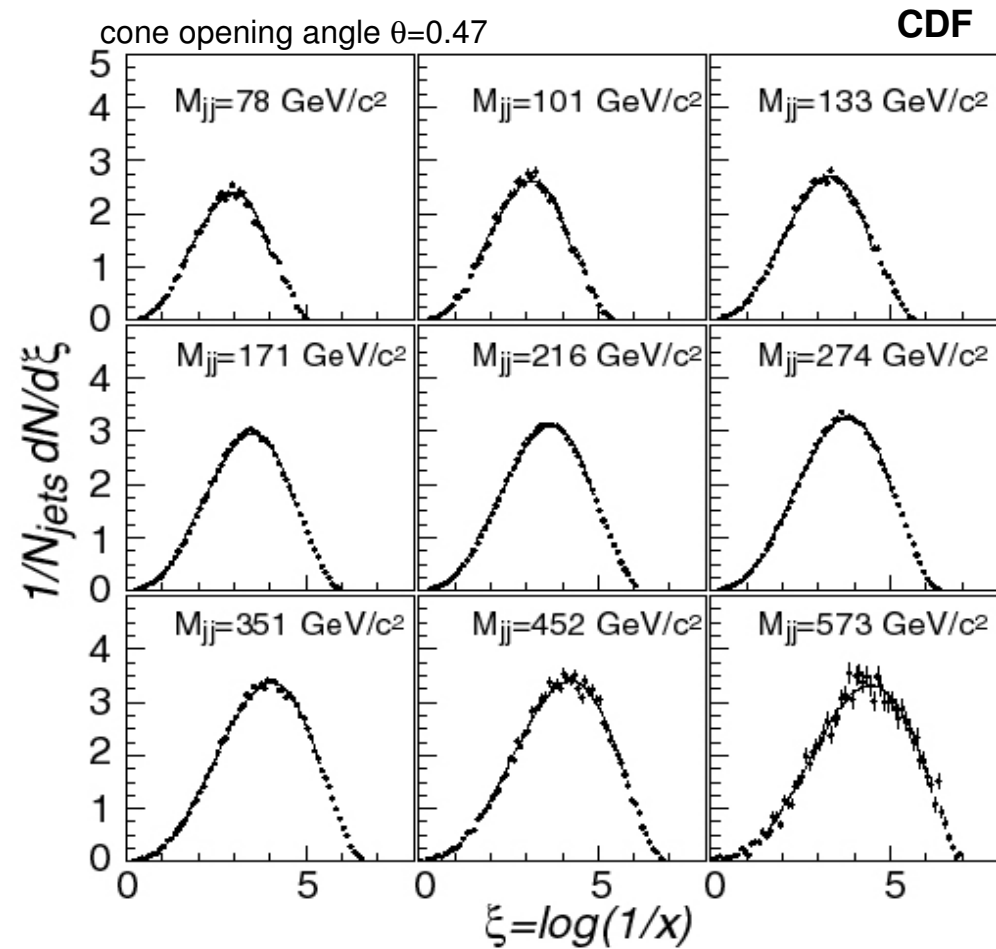 cone opening angle θ=0.47 CDF
5
4
3
2
1
0
M_jj=78 GeV/c²
M_jj=101 GeV/c²
M_jj=133 GeV/c²
4
3
2
1
0
M_jj=171 GeV/c²
M_jj=216 GeV/c²
M_jj=274 GeV/c²
4
3
2
1
0
M_jj=351 GeV/c²
M_jj=452 GeV/c²
M_jj=573 GeV/c²
0 5 0 5 0 5
1/N_jets dN/dξ
ξ=log(1/x)